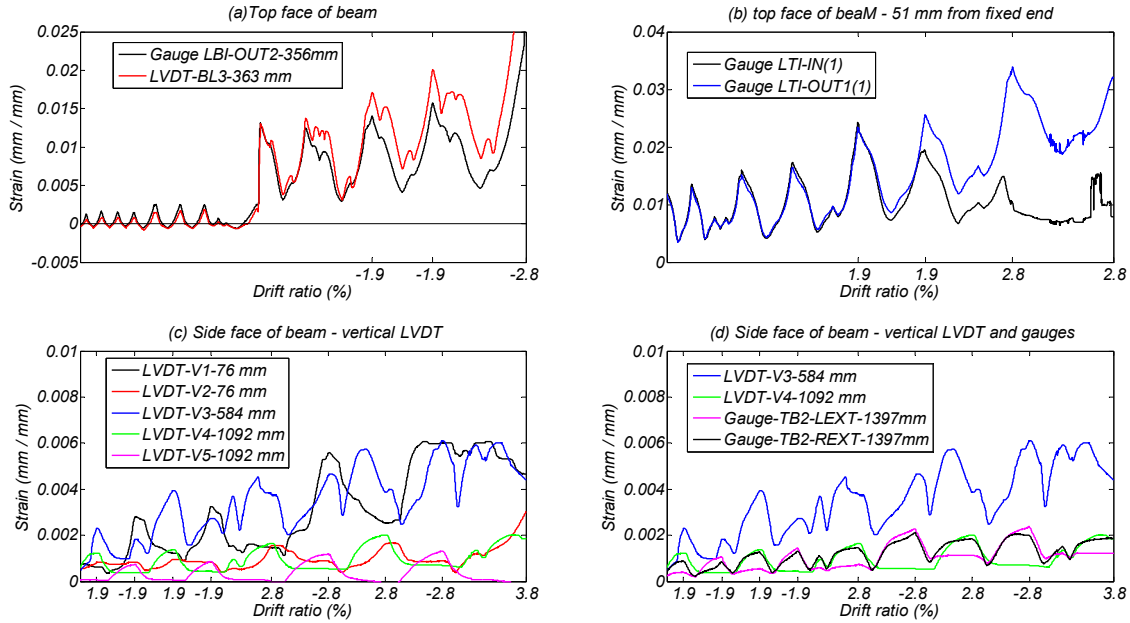 (a)Top face of beam
0.025
0.020
0.015
0.010
0.005
0
-0.005
Strain (mm / mm)
Gauge LBI-OUT2-356mm
LVDT-BL3-363 mm
-1.9
-1.9
-2.8
Drift ratio (%)
(b) top face of beaM - 51 mm from fixed end
0.04
0.03
0.02
0.01
0
Strain (mm / mm)
Gauge LTI-IN(1)
Gauge LTI-OUT1(1)
1.9
1.9
2.8
2.8
Drift ratio (%)
(c) Side face of beam - vertical LVDT
0.01
0.008
0.006
0.004
0.002
0
Strain (mm / mm)
LVDT-V1-76 mm
LVDT-V2-76 mm
LVDT-V3-584 mm
LVDT-V4-1092 mm
LVDT-V5-1092 mm
1.9
-1.9
1.9
-1.9
2.8
-2.8
2.8
-2.8
3.8
Drift ratio (%)
(d) Side face of beam - vertical LVDT and gauges
0.01
0.008
0.006
0.004
0.002
0
Strain (mm / mm)
LVDT-V3-584 mm
LVDT-V4-1092 mm
Gauge-TB2-LEXT-1397mm
Gauge-TB2-REXT-1397mm
1.9
-1.9
1.9
-1.9
2.8
-2.8
2.8
-2.8
3.8
Drift ratio (%)